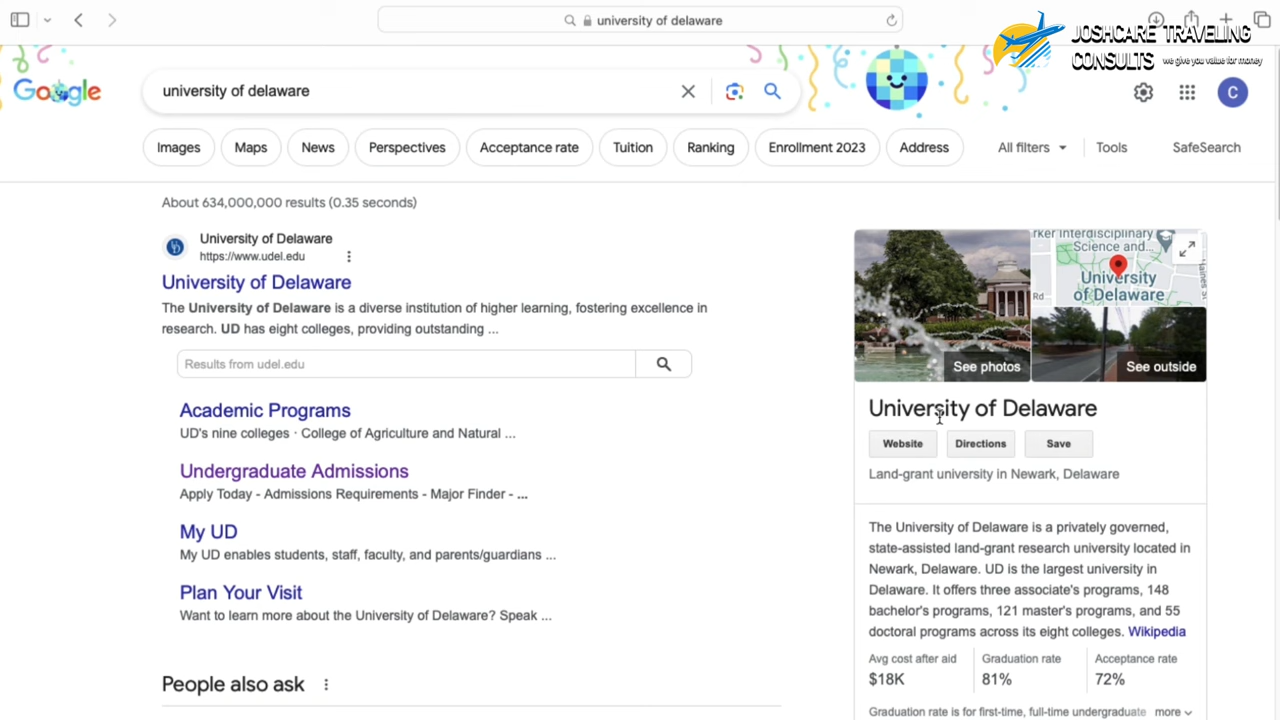 university of delaware
JOSHCARE TRAVELING
CONSULTS we give you value for money
Google
university of delaware
C
Images
Maps
News
Perspectives
Acceptance rate
Tuition
Ranking
Enrollment 2023
Address
All filters
Tools
SafeSearch
About 634,000,000 results (0.35 seconds)
University of Delaware
https://www.udel.edu
University of Delaware
The University of Delaware is a diverse institution of higher learning, fostering excellence in
research. UD has eight colleges, providing outstanding ...
Results from udel.edu
Academic Programs
UD's nine colleges · College of Agriculture and Natural ...
Undergraduate Admissions
Apply Today - Admissions Requirements - Major Finder - ...
My UD
My UD enables students, staff, faculty, and parents/guardians ...
Plan Your Visit
Want to learn more about the University of Delaware? Speak ...
People also ask
rker Interdisciplinary
Science and...
University
of Delaware
Rd
See photos
See outside
University of Delaware
Website
Directions
Save
Land-grant university in Newark, Delaware
The University of Delaware is a privately governed,
state-assisted land-grant research university located in
Newark, Delaware. UD is the largest university in
Delaware. It offers three associate's programs, 148
bachelor's programs, 121 master's programs, and 55
doctoral programs across its eight colleges. Wikipedia
Avg cost after aid
$18K
Graduation rate
81%
Acceptance rate
72%
Graduation rate is for first-time, full-time undergraduate more